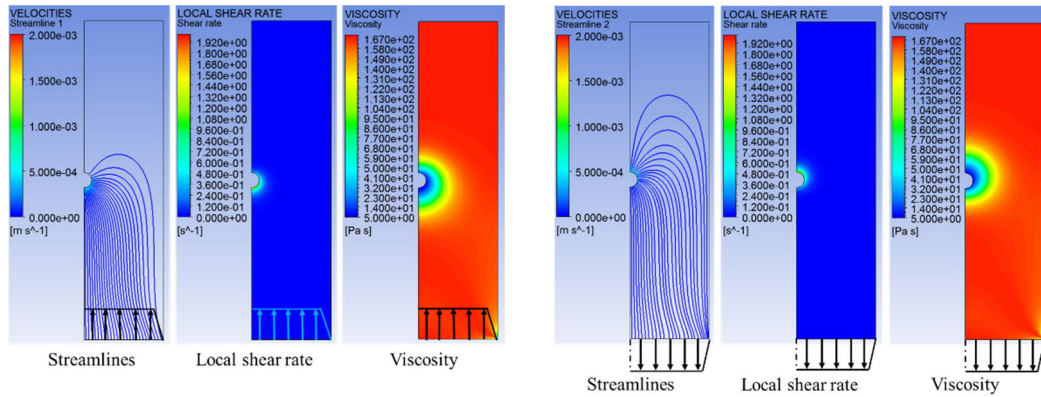 VELOCITIES
Streamline 1
2.000e-03
1.500e-03
1.000e-03
5.000e-04
0.000e+00
[m s^-1]
LOCAL SHEAR RATE
Shear rate
1.920e+00
1.800e+00
1.680e+00
1.560e+00
1.440e+00
1.320e+00
1.200e+00
1.080e+00
9.600e-01
8.400e-01
7.200e-01
6.000e-01
4.800e-01
3.600e-01
2.400e-01
1.200e-01
0.000e+00
[s^-1]
VISCOSITY
Viscosity
1.670e+02
1.580e+02
1.490e+02
1.400e+02
1.310e+02
1.220e+02
1.130e+02
1.040e+02
9.500e+01
8.600e+01
7.700e+01
6.800e+01
5.900e+01
5.000e+01
4.100e+01
3.200e+01
2.300e+01
1.400e+01
5.000e+00
[Pa s]
Streamlines
Local shear rate
Viscosity
VELOCITIES
Streamline 2
2.000e-03
1.500e-03
1.000e-03
5.000e-04
0.000e+00
[m s^-1]
LOCAL SHEAR RATE
Shear rate
1.920e+00
1.800e+00
1.680e+00
1.560e+00
1.440e+00
1.320e+00
1.200e+00
1.080e+00
9.600e-01
8.400e-01
7.200e-01
6.000e-01
4.800e-01
3.600e-01
2.400e-01
1.200e-01
0.000e+00
[s^-1]
VISCOSITY
Viscosity
1.670e+02
1.580e+02
1.490e+02
1.400e+02
1.310e+02
1.220e+02
1.130e+02
1.040e+02
9.500e+01
8.600e+01
7.700e+01
6.800e+01
5.900e+01
5.000e+01
4.100e+01
3.200e+01
2.300e+01
1.400e+01
5.000e+00
[Pa s]
Streamlines
Local shear rate
Viscosity